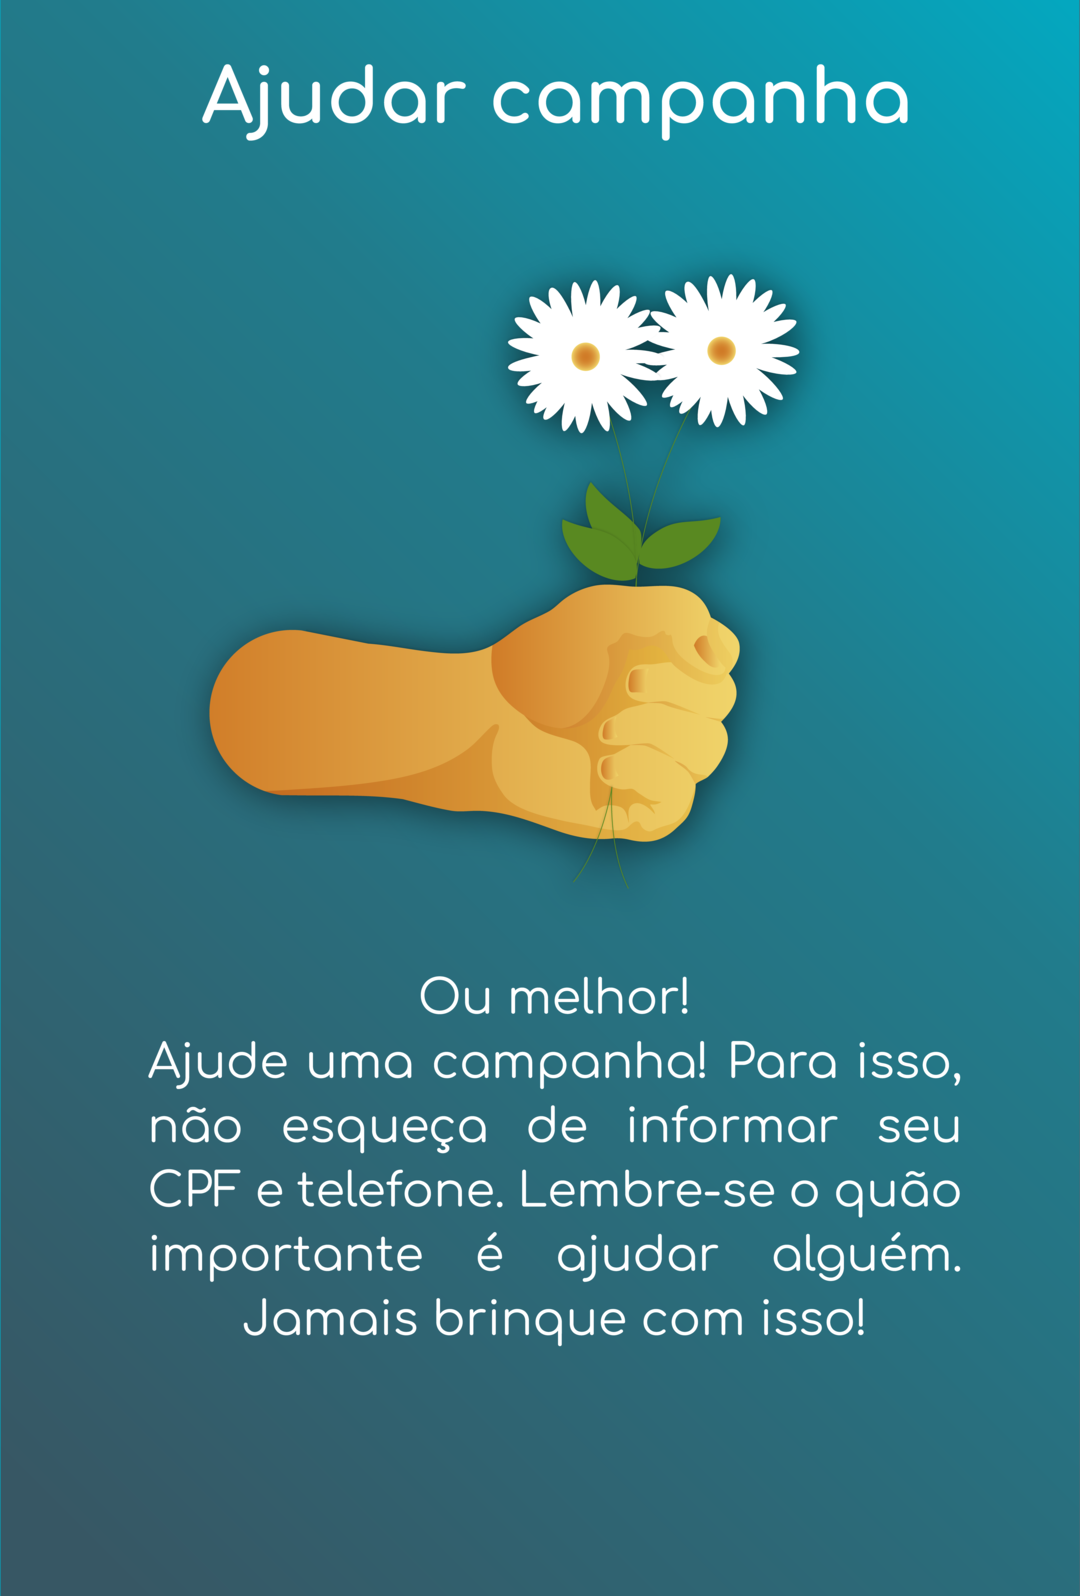 Ajudar campanha
Ou melhor!
Ajude uma campanha! Para isso,
não esqueça de informar seu
CPF e telefone. Lembre-se o quão
importante é ajudar alguém.
Jamais brinque com isso!